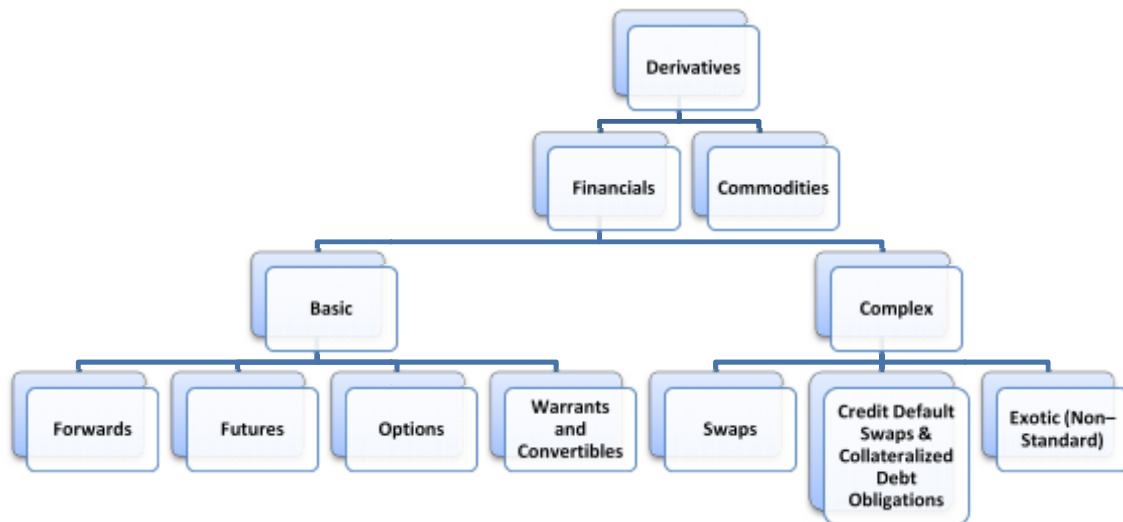 Derivatives
Financials
Commodities
Basic
Complex
Forwards
Futures
Options
Warrants
and
Convertibles
Swaps
Credit Default
Swaps &
Collateralized
Debt
Obligations
Exotic (Non–
Standard)